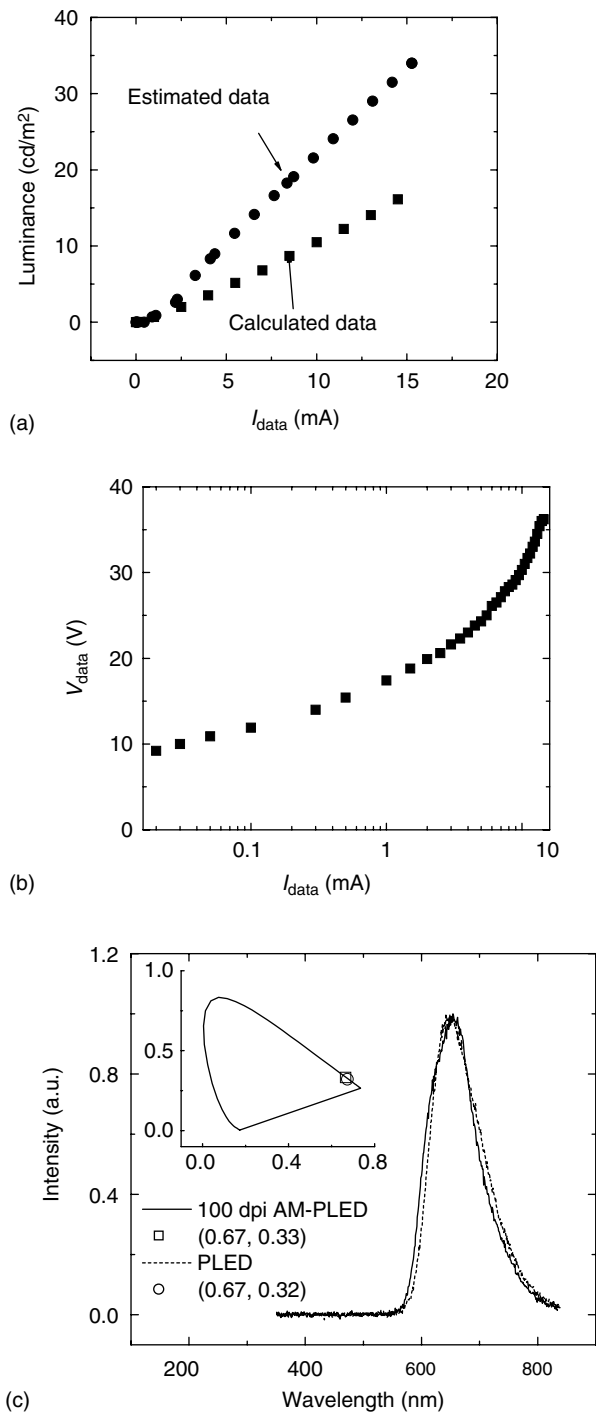 40
30
20
10
0
Luminance (cd/m²)
Estimated data
Calculated data
0 5 10 15 20
I_data (mA)
(a)
40
30
20
10
0
V_data (V)
0.1 1 10
I_data (mA)
(b)
1.2
0.8
0.4
0.0
Intensity (a.u.)
1.0
0.5
0.0
0.0 0.4 0.8
100 dpi AM-PLED
(0.67, 0.33)
PLED
(0.67, 0.32)
200 400 600 800
Wavelength (nm)
(c)